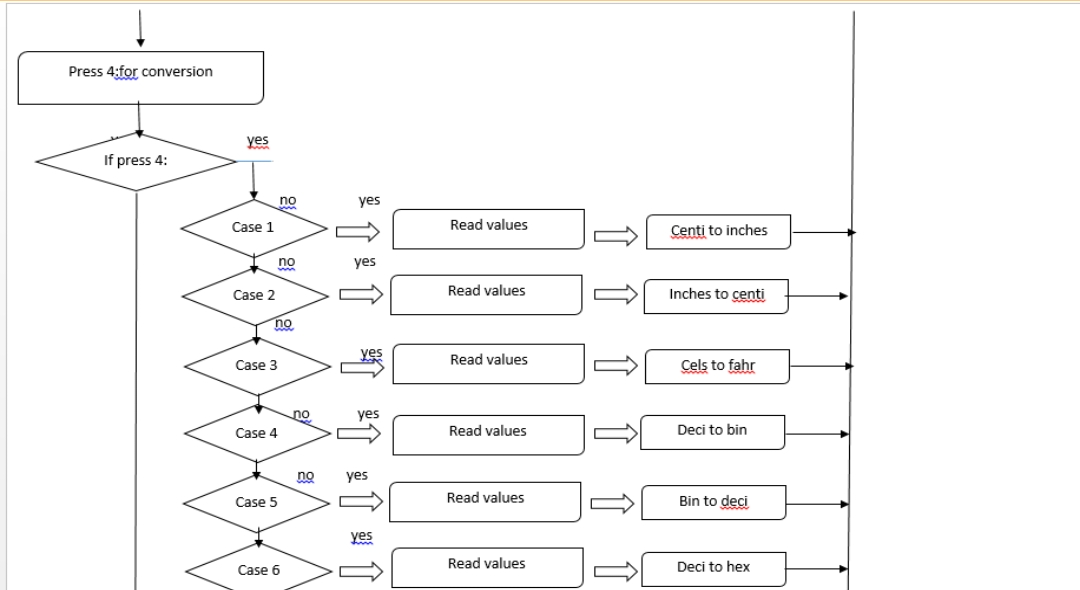 Press 4:for conversion
yes
If press 4:
no
yes
Case 1
Read values
Centi to inches
no
yes
Case 2
Read values
Inches to centi
no
yes
Case 3
Read values
Cels to fahr
no
yes
Case 4
Read values
Deci to bin
no
yes
Case 5
Read values
Bin to deci
yes
Case 6
Read values
Deci to hex